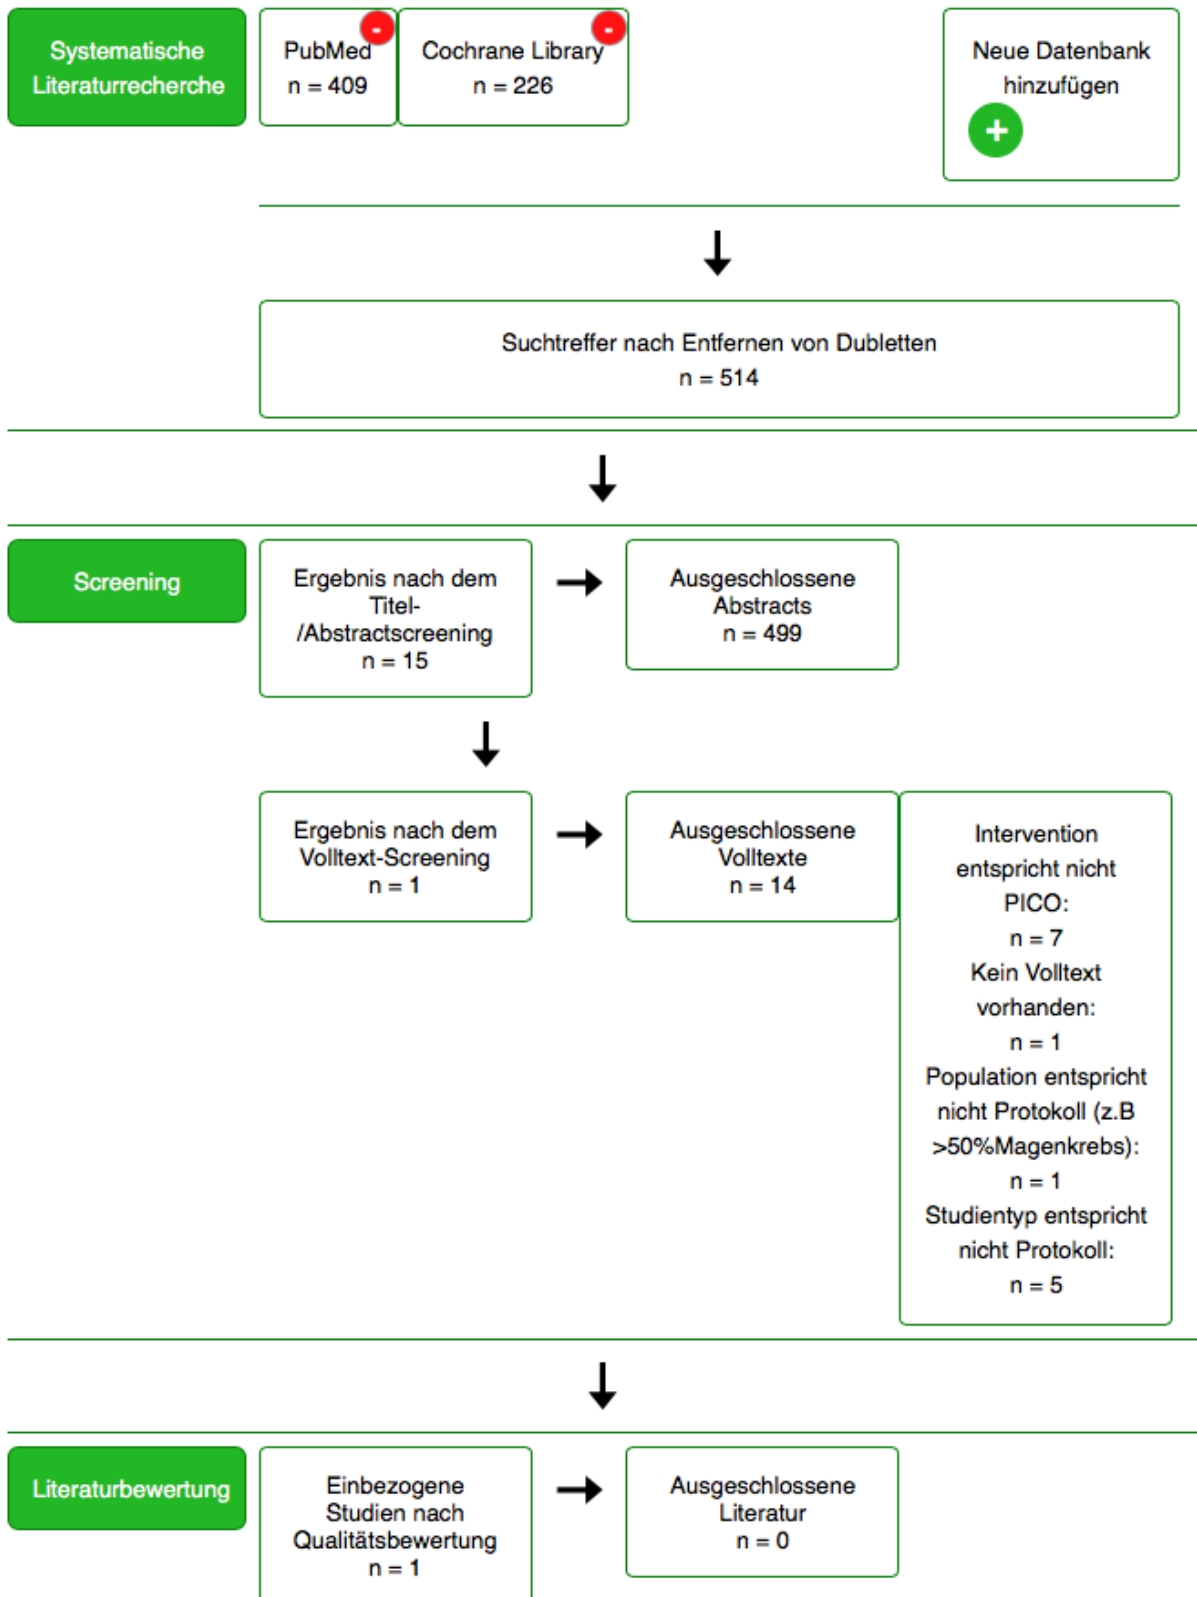 Systematische
Literaturrecherche
PubMed
n = 409
-
Cochrane Library
n = 226
-
Neue Datenbank
hinzufügen
+
Suchtreffer nach Entfernen von Dubletten
n = 514
Screening
Ergebnis nach dem
Titel-
/Abstractscreening
n = 15
Ausgeschlossene
Abstracts
n = 499
Ergebnis nach dem
Volltext-Screening
n = 1
Ausgeschlossene
Volltexte
n = 14
Intervention
entspricht nicht
PICO:
n = 7
Kein Volltext
vorhanden:
n = 1
Population entspricht
nicht Protokoll (z.B
>50%Magenkrebs):
n = 1
Studientyp entspricht
nicht Protokoll:
n = 5
Literaturbewertung
Einbezogene
Studien nach
Qualitätsbewertung
n = 1
Ausgeschlossene
Literatur
n = 0